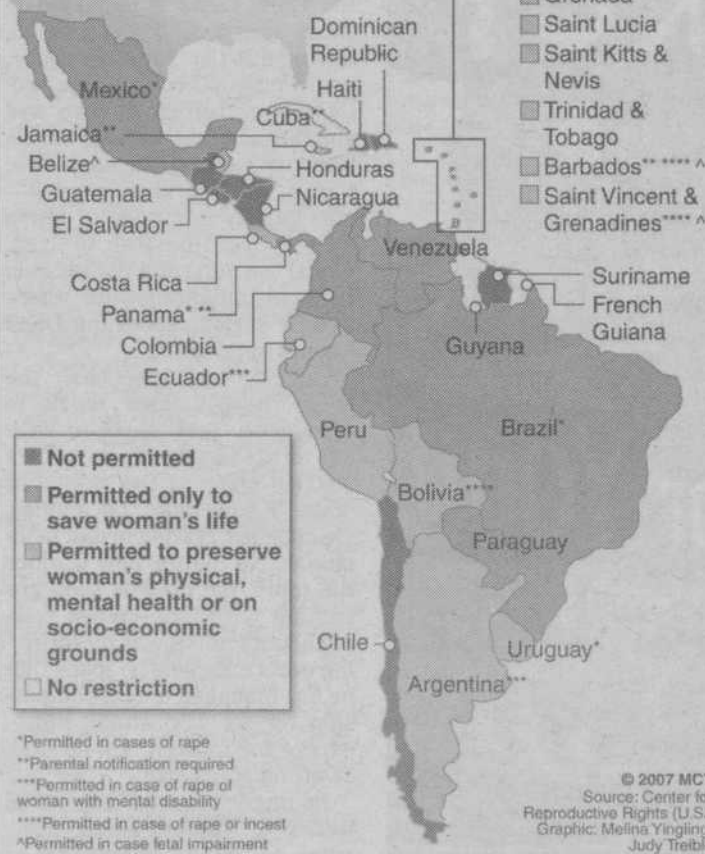 Grenada
Saint Lucia
Saint Kitts &
Nevis
Trinidad &
Tobago
Barbados** **** ^
Saint Vincent &
Grenadines**** ^
Dominican
Republic
Haiti
Mexico*
Cuba**
Jamaica**
Belize^
Honduras
Guatemala
Nicaragua
El Salvador
Venezuela
Costa Rica
Suriname
Panama* **
French
Guiana
Colombia
Guyana
Ecuador***
Peru
Brazil*
Bolivia****
Paraguay
Chile
Uruguay*
Argentina***
Not permitted
Permitted only to
save woman's life
Permitted to preserve
woman's physical,
mental health or on
socio-economic
grounds
No restriction
*Permitted in cases of rape
**Parental notification required
***Permitted in case of rape of
woman with mental disability
****Permitted in case of rape or incest
^Permitted in case fetal impairment
© 2007 MCT
Source: Center for
Reproductive Rights (U.S.
Graphic: Melina Yingling
Judy Treible